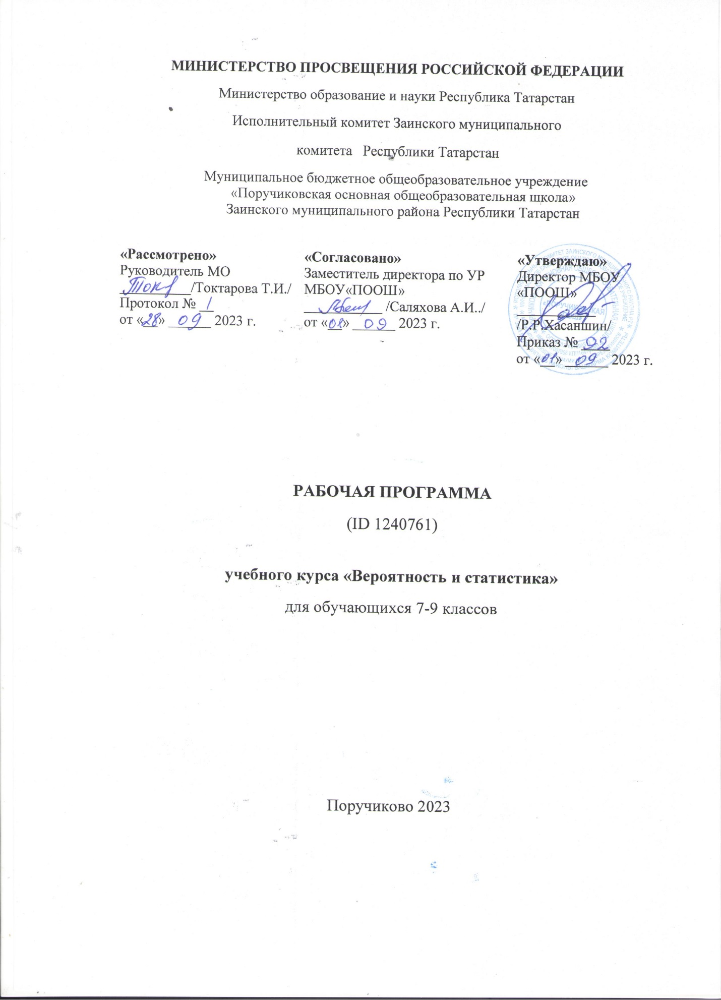 МИНИСТЕРСТВО ПРОСВЕЩЕНИЯ РОССИЙСКОЙ ФЕДЕРАЦИИ
Министерство образование и науки Республика Татарстан
Исполнительный комитет Заинского муниципального
комитета Республики Татарстан
Муниципальное бюджетное общеобразовательное учреждение
«Поручиковская основная общеобразовательная школа»
Заинского муниципального района Республики Татарстан
«Рассмотрено»
Руководитель МО
/Токтарова Т.И./
Протокол № 1
от «28» 09 2023 г.
«Согласовано»
Заместитель директора по УР
МБОУ«ПООШ»
/Саляхова А.И../
от «01» 09 2023 г.
«Утверждаю»
Директор МБОУ
«ПООШ»
/Р.Р.Хасаншин/
Приказ № 92
от «01» 09 2023 г.
РАБОЧАЯ ПРОГРАММА
(ID 1240761)
учебного курса «Вероятность и статистика»
для обучающихся 7-9 классов
Поручиково 2023